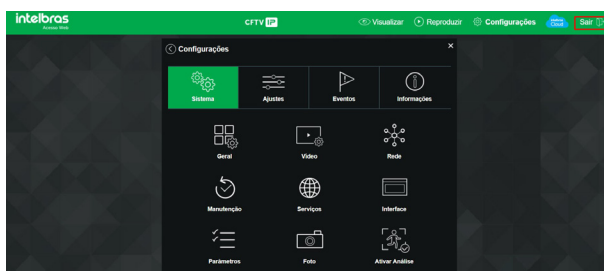 intelbras
Acesso Web
CFTV IP
Visualizar
Reproduzir
Configurações
Cloud
Sair
Configurações
×
Sistema
Ajustes
Eventos
Informações
Geral
Vídeo
Rede
Manutenção
Serviços
Interface
Parâmetros
Foto
Ativar Análise